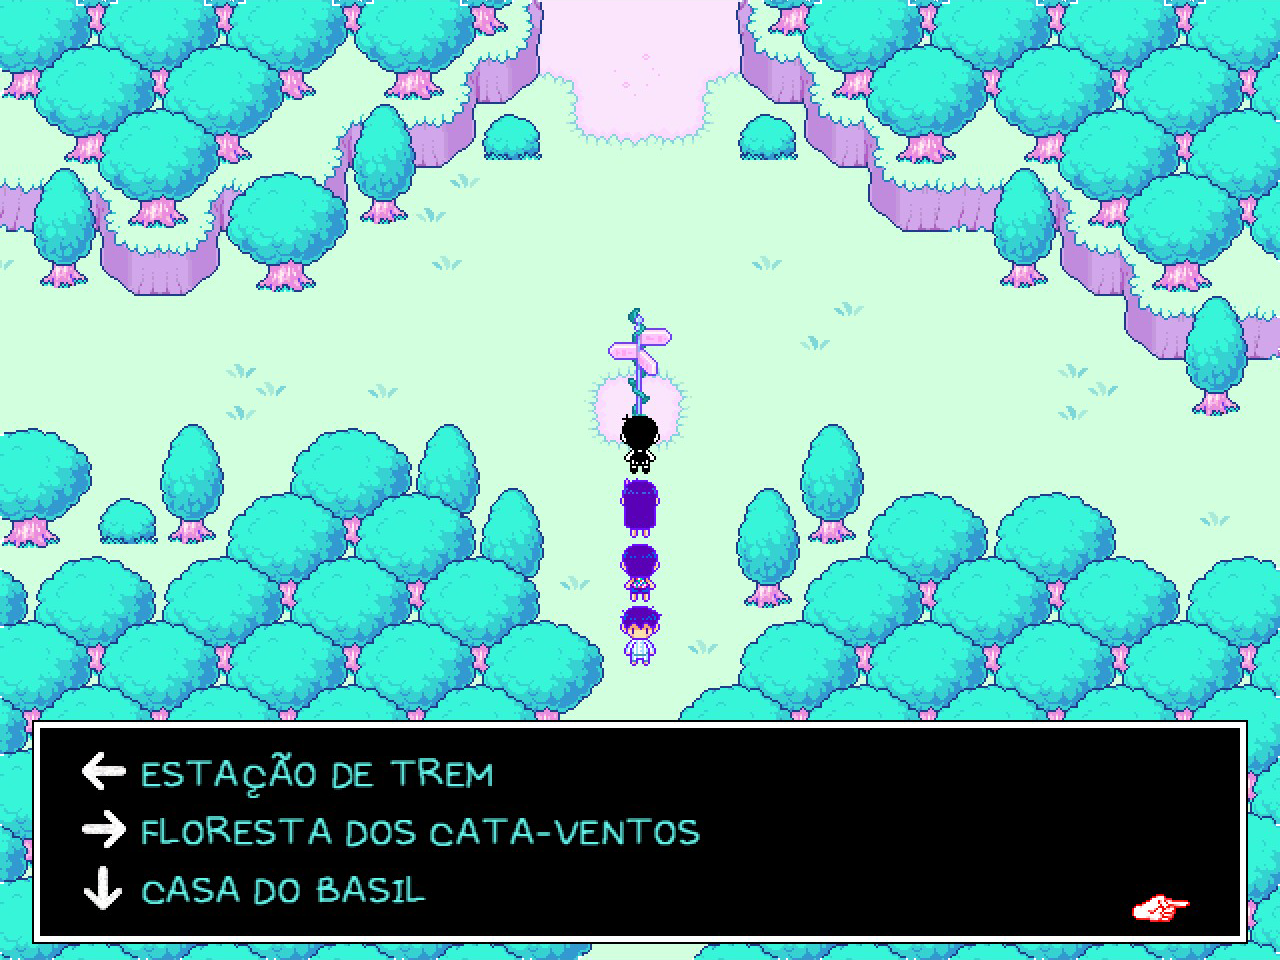 ← ESTAÇÃO DE TREM
→ FLORESTA DOS CATA-VENTOS
↓ CASA DO BASIL